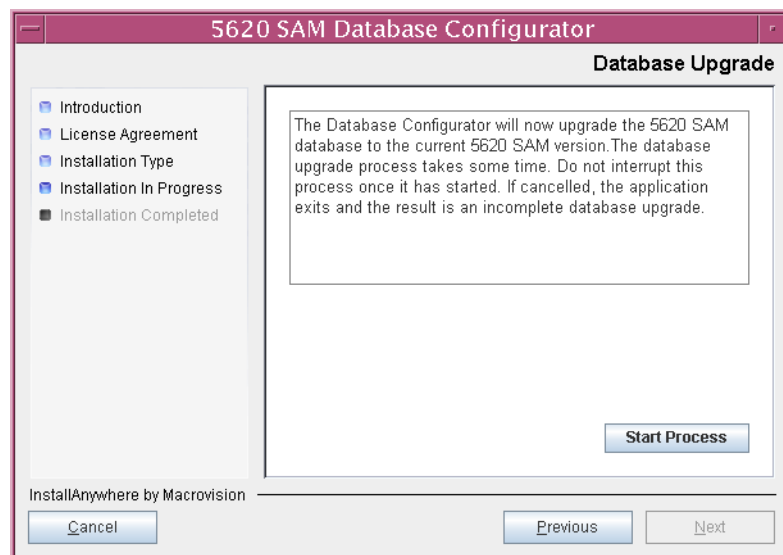 5620 SAM Database Configurator
Database Upgrade
Introduction
License Agreement
Installation Type
Installation In Progress
Installation Completed
The Database Configurator will now upgrade the 5620 SAM
database to the current 5620 SAM version.The database
upgrade process takes some time. Do not interrupt this
process once it has started. If cancelled, the application
exits and the result is an incomplete database upgrade.
Start Process
InstallAnywhere by Macrovision
Cancel
Previous
Next